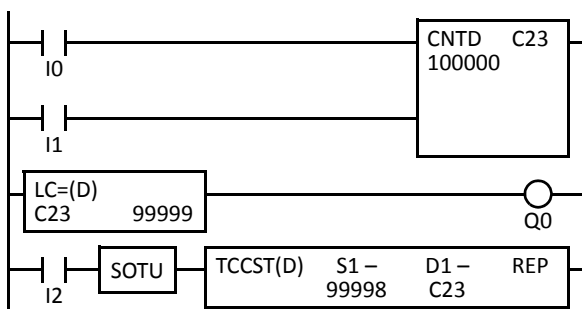 CNTD C23
100000
I0
I1
LC=(D)
C23 99999
Q0
SOTU
TCCST(D) S1 – D1 – REP
99998 C23
I2